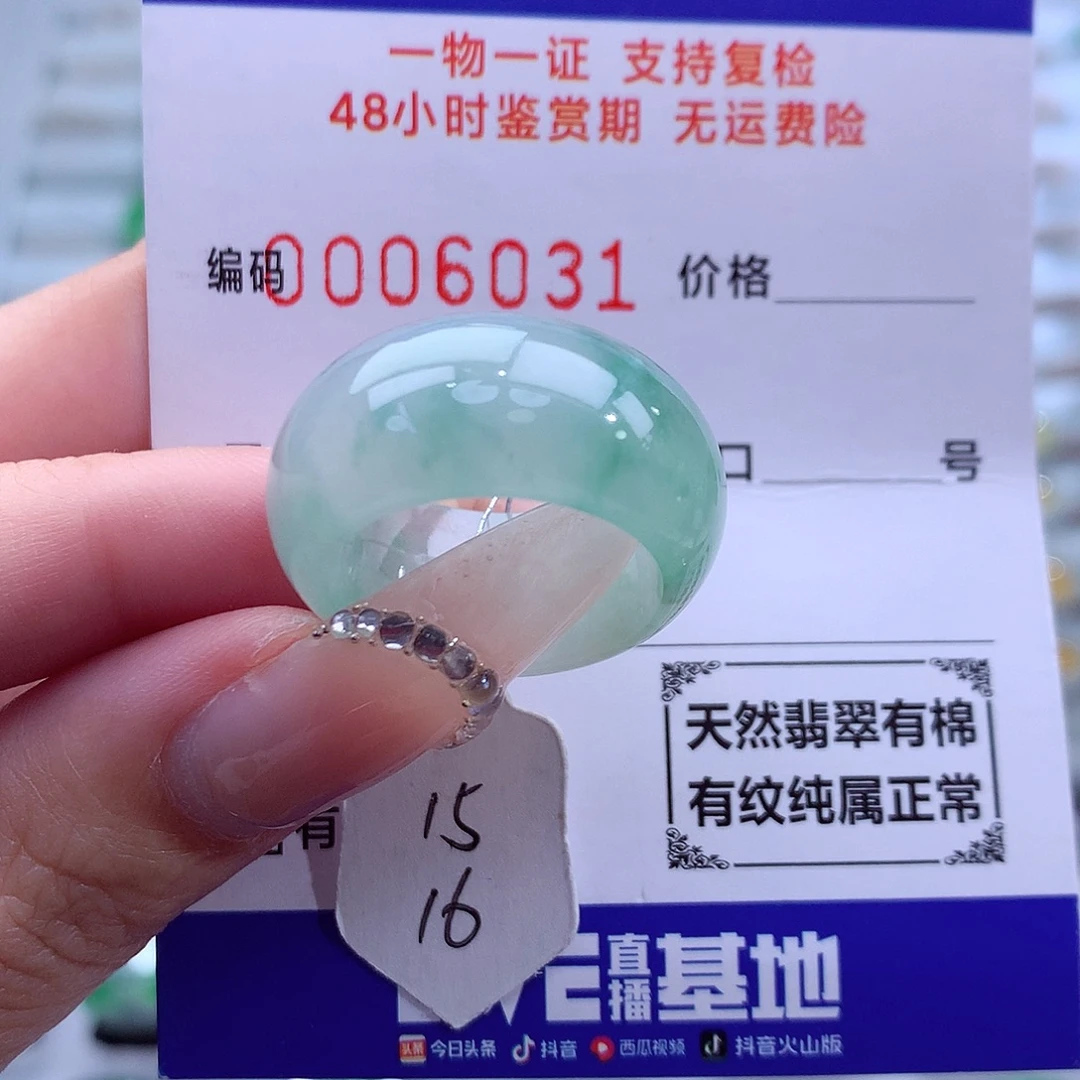 一物一证 支持复检
48小时鉴赏期 无运费险
编码0006031 价格
口 号
天然翡翠有棉
有纹纯属正常
有
15
16
直播基地
今日头条 抖音 西瓜视频 抖音火山版